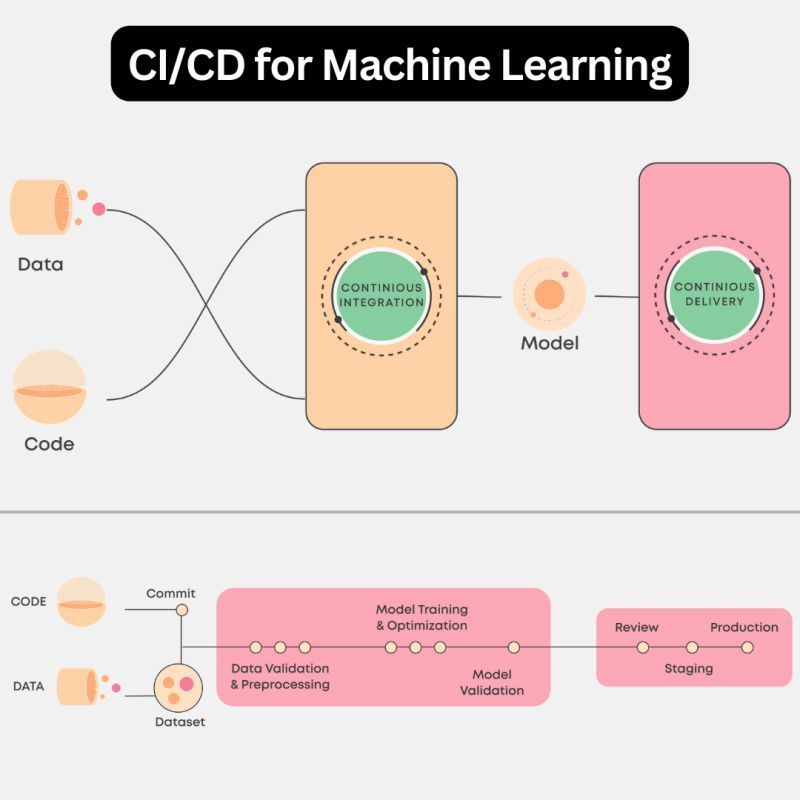 CI/CD for Machine Learning
Data
Code
CONTINIOUS
INTEGRATION
Model
CONTINIOUS
DELIVERY
CODE
Commit
DATA
Dataset
Data Validation
& Preprocessing
Model Training
& Optimization
Model
Validation
Review
Staging
Production